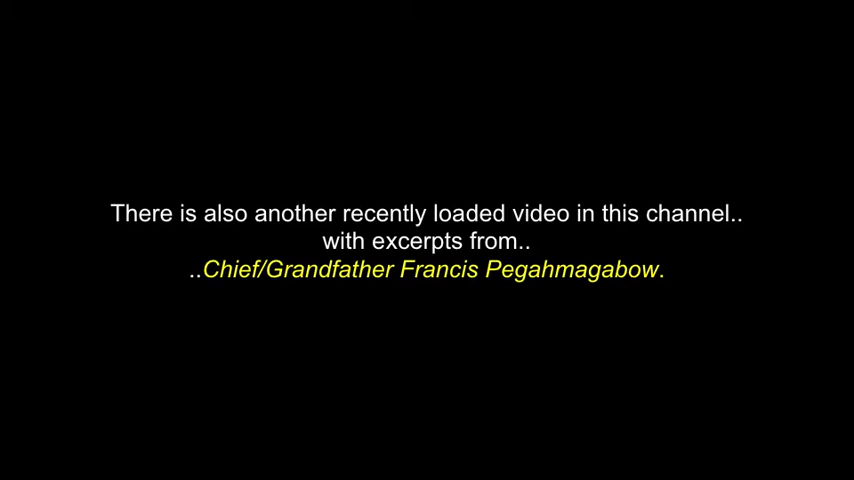 There is also another recently loaded video in this channel..
with excerpts from..
..Chief/Grandfather Francis Pegahmagabow.